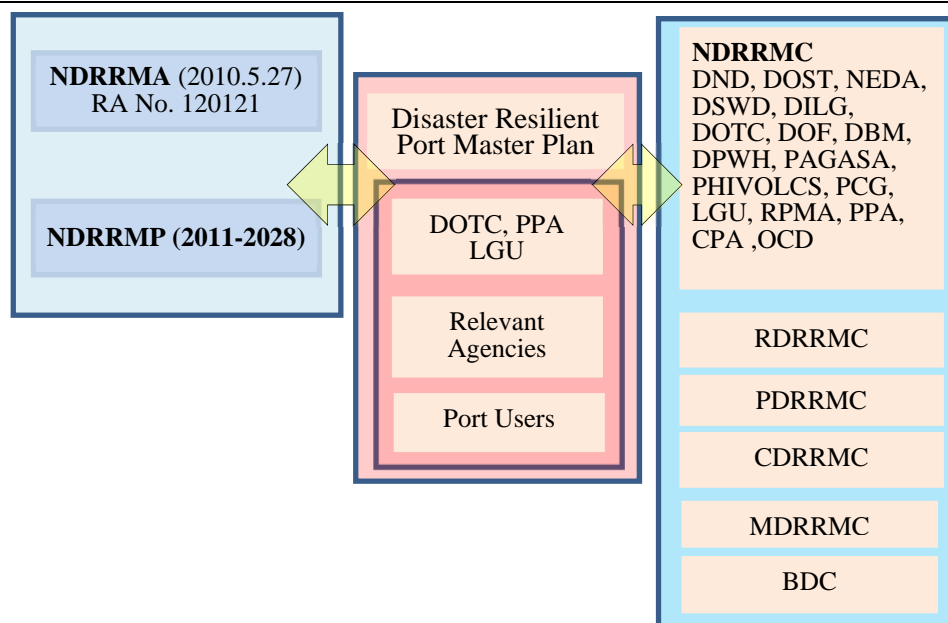 NDRRMA (2010.5.27)
RA No. 120121
NDRRMP (2011-2028)
Disaster Resilient
Port Master Plan
DOTC, PPA
LGU
Relevant
Agencies
Port Users
NDRRMC
DND, DOST, NEDA,
DSWD, DILG,
DOTC, DOF, DBM,
DPWH, PAGASA,
PHIVOLCS, PCG,
LGU, RPMA, PPA,
CPA ,OCD
RDRRMC
PDRRMC
CDRRMC
MDRRMC
BDC